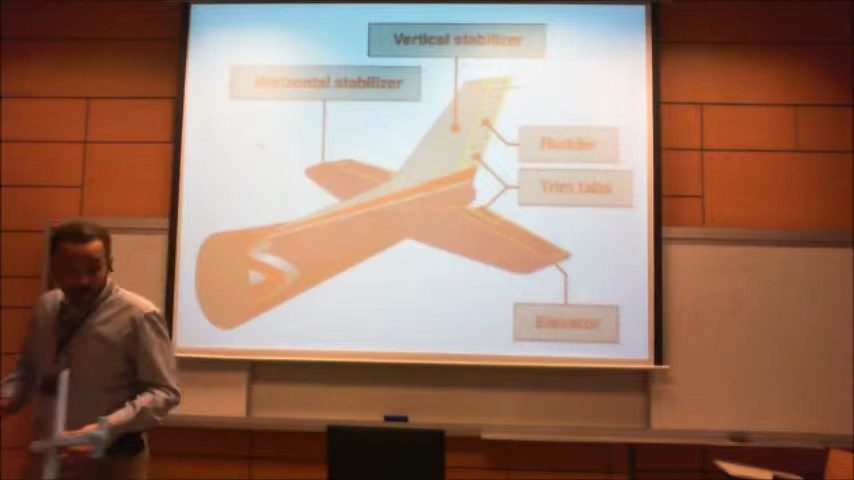 Vertical stabilizer
Horizontal stabilizer
Rudder
Trim tabs
Elevator